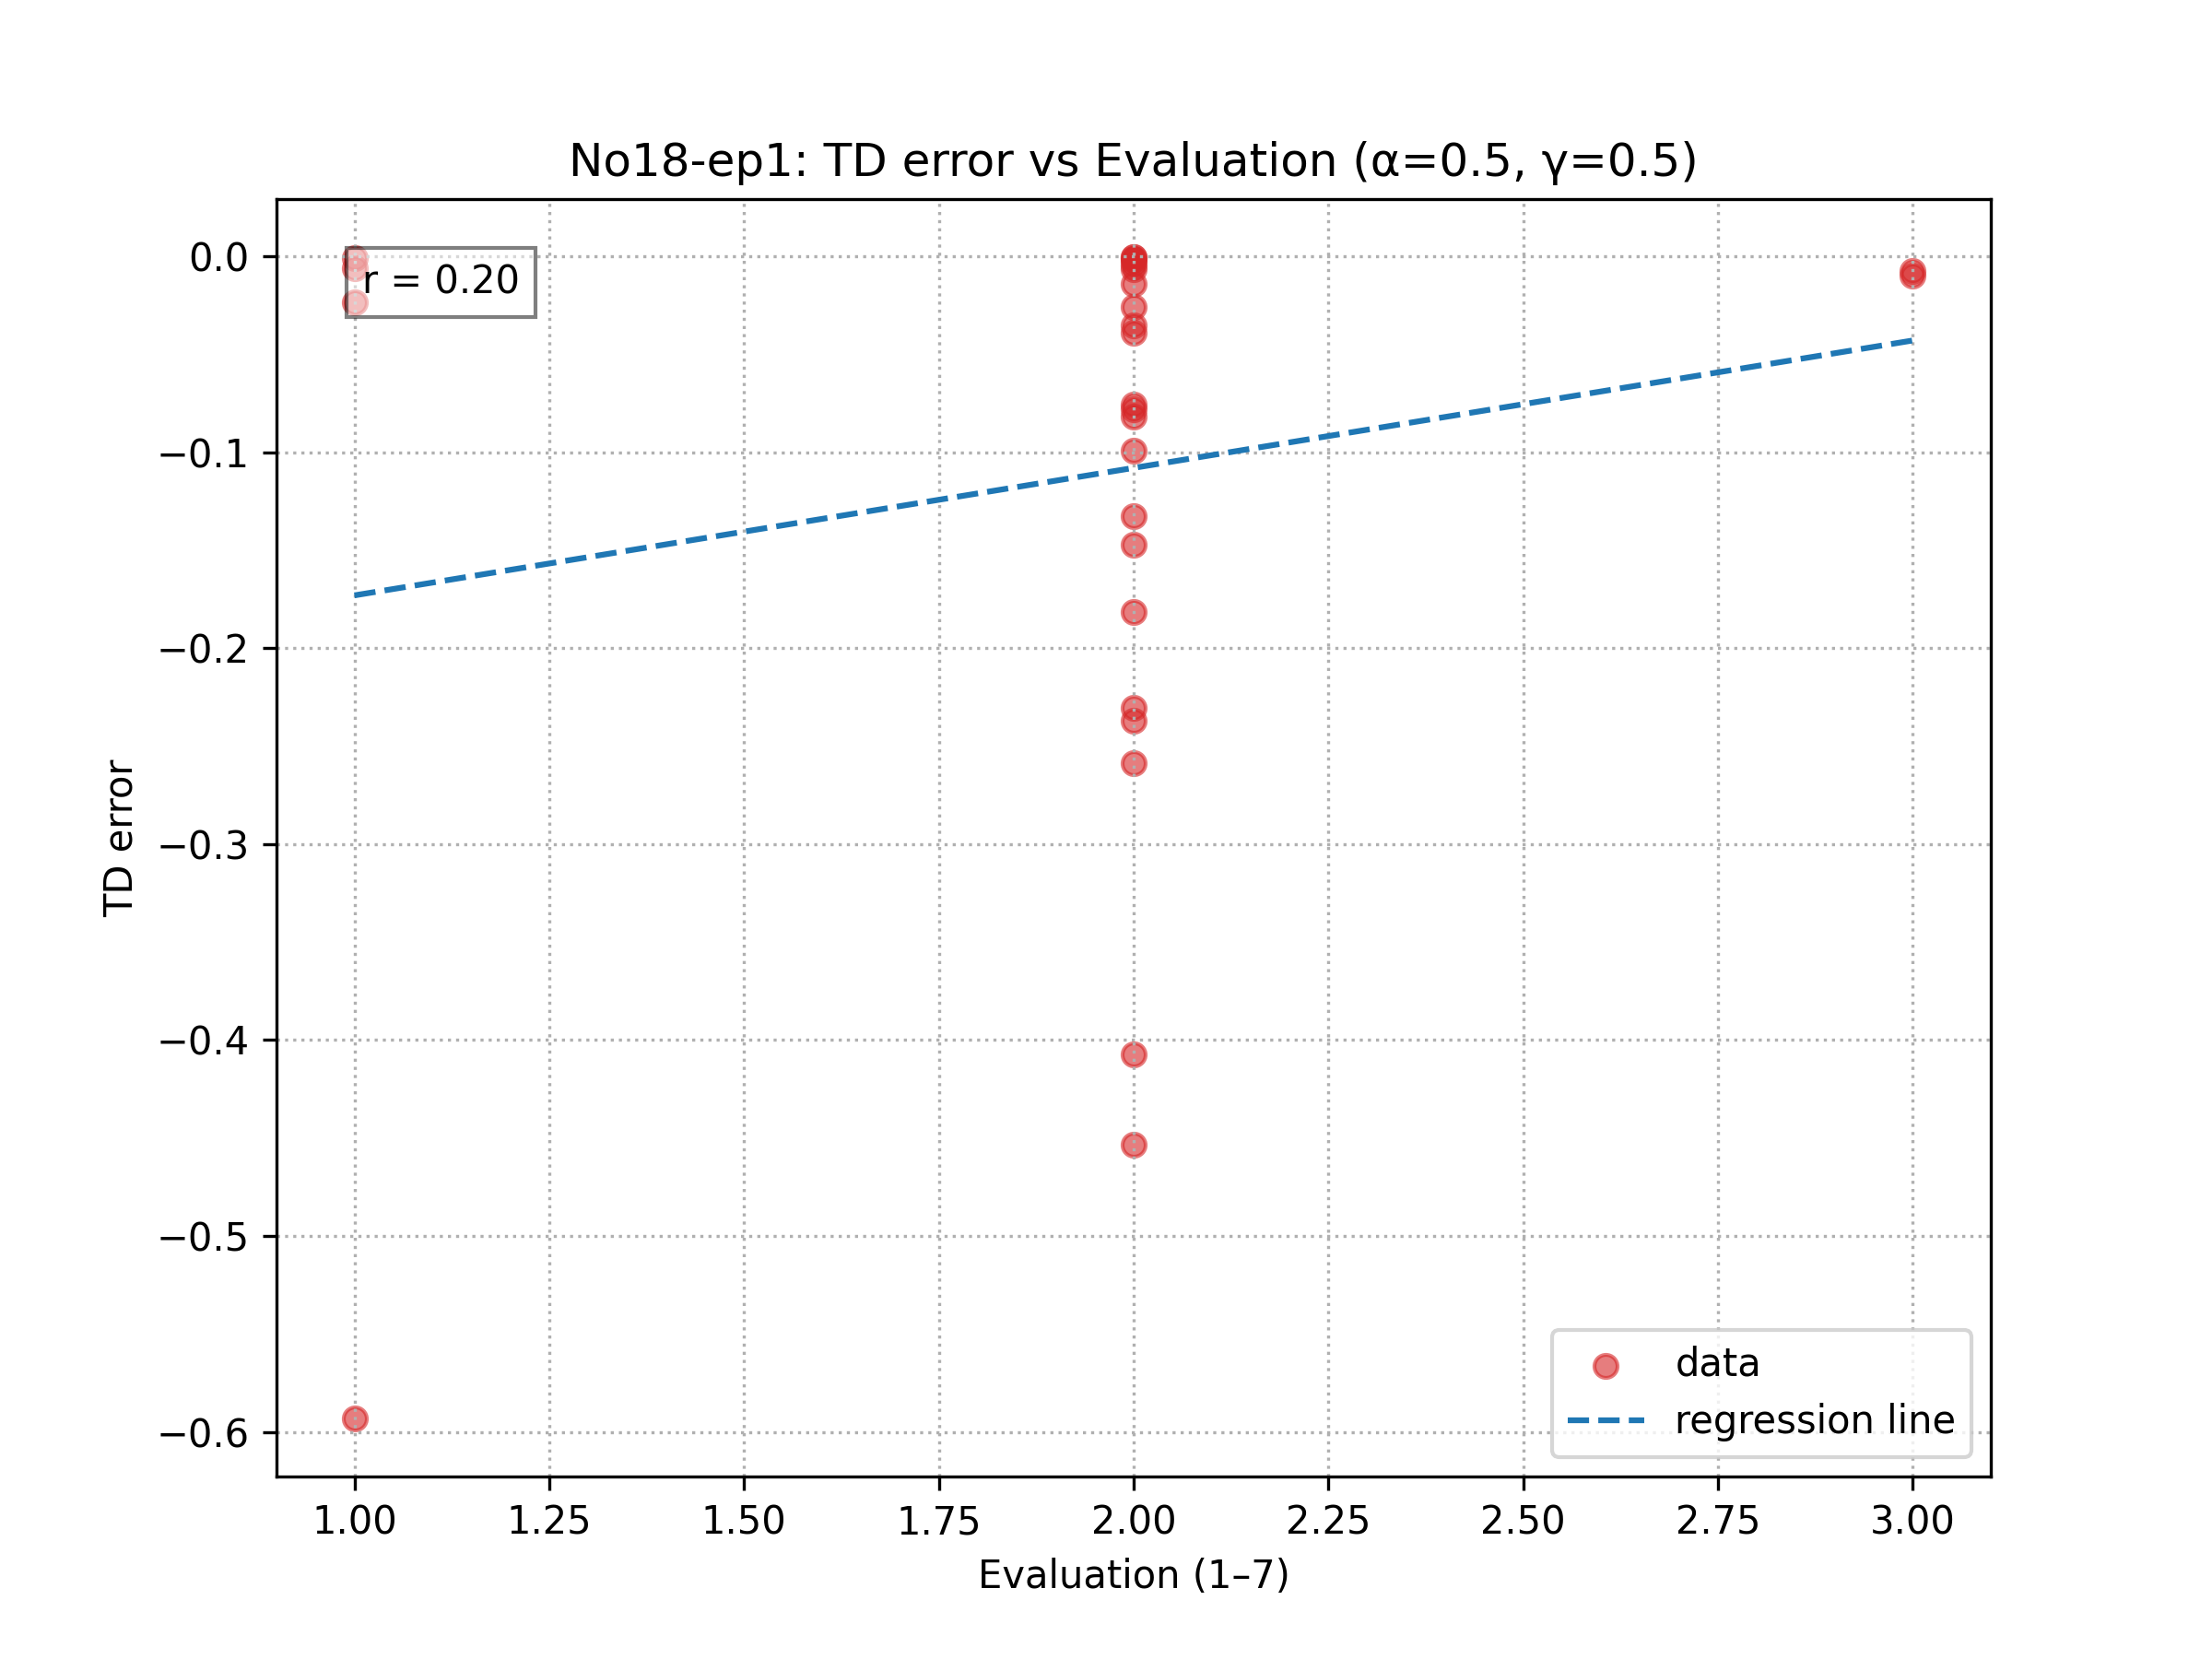 No18-ep1: TD error vs Evaluation (α=0.5, γ=0.5)
r = 0.20
0.0
−0.1
−0.2
−0.3
−0.4
−0.5
−0.6
TD error
data
regression line
1.00 1.25 1.50 1.75 2.00 2.25 2.50 2.75 3.00
Evaluation (1–7)